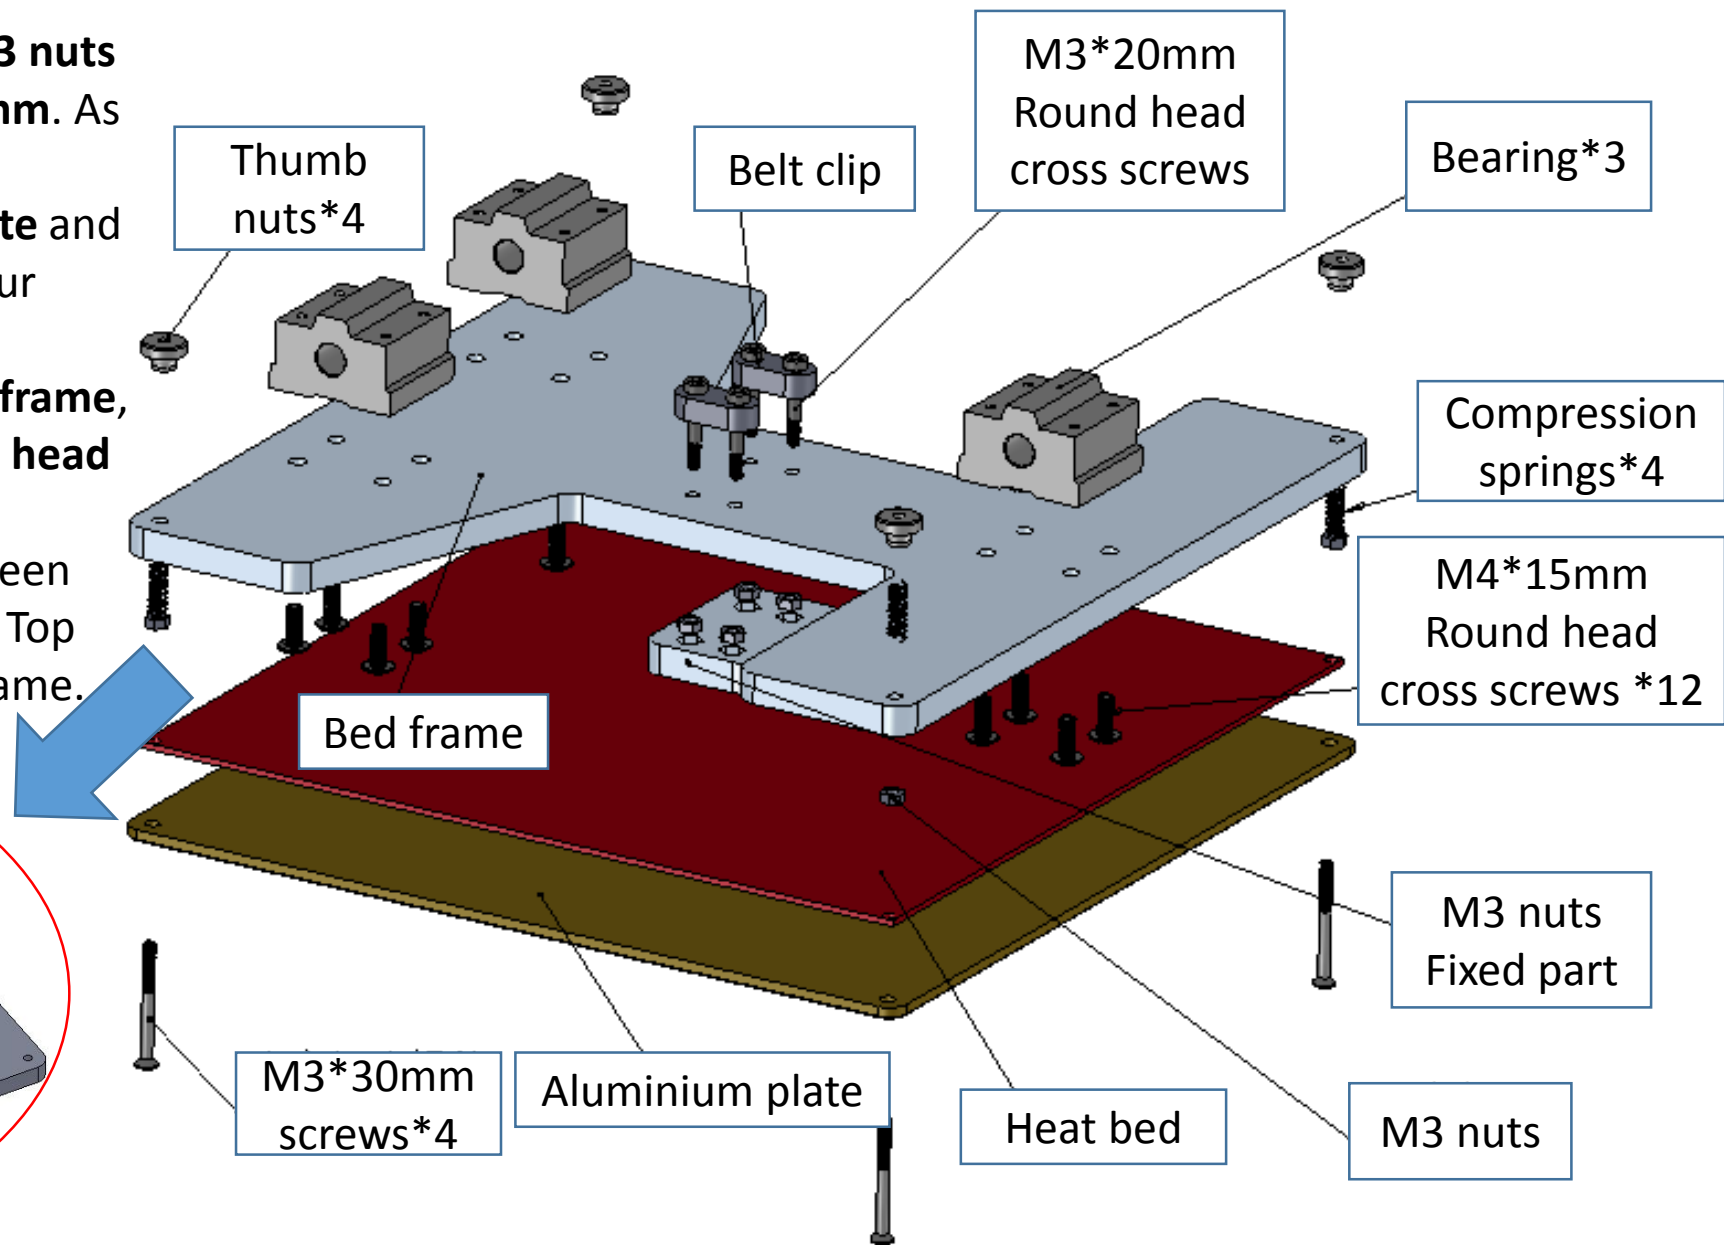 3 nuts
mm. As
te and
ur
frame,
head
een
Top
ame.
Thumb
nuts*4
Belt clip
M3*20mm
Round head
cross screws
Bearing*3
Compression
springs*4
M4*15mm
Round head
cross screws *12
Bed frame
M3 nuts
Fixed part
M3*30mm
screws*4
Aluminium plate
Heat bed
M3 nuts